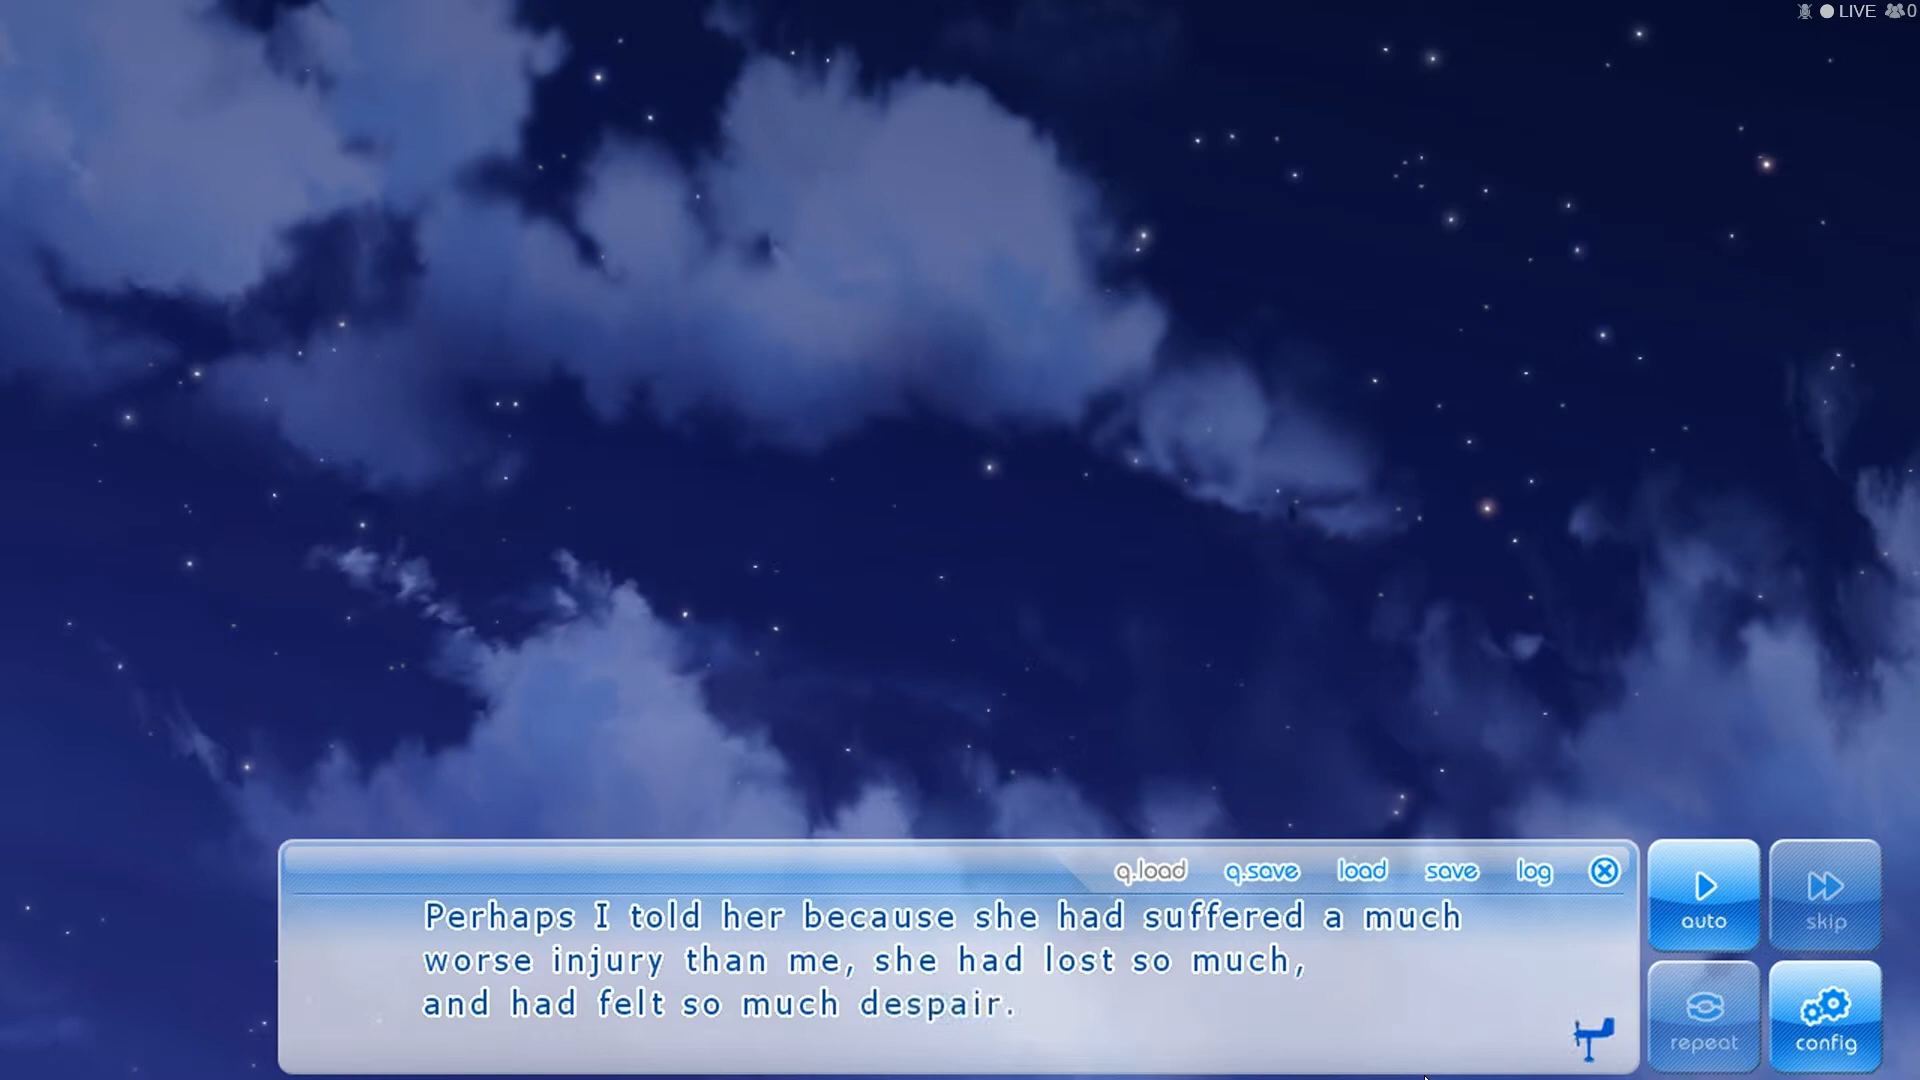 LIVE 0
q.load q.save load save log
Perhaps I told her because she had suffered a much
worse injury than me, she had lost so much,
and had felt so much despair.
auto skip
repeat config